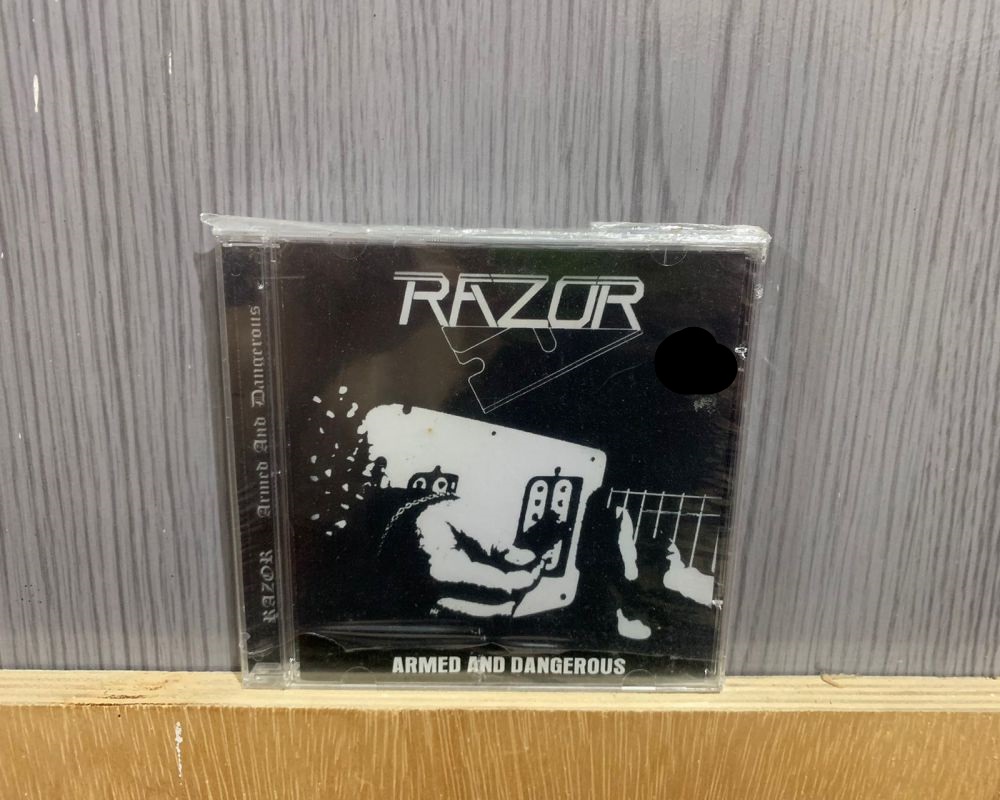 RAZOR
ARMED AND DANGEROUS
RAZOR Armed And Dangerous